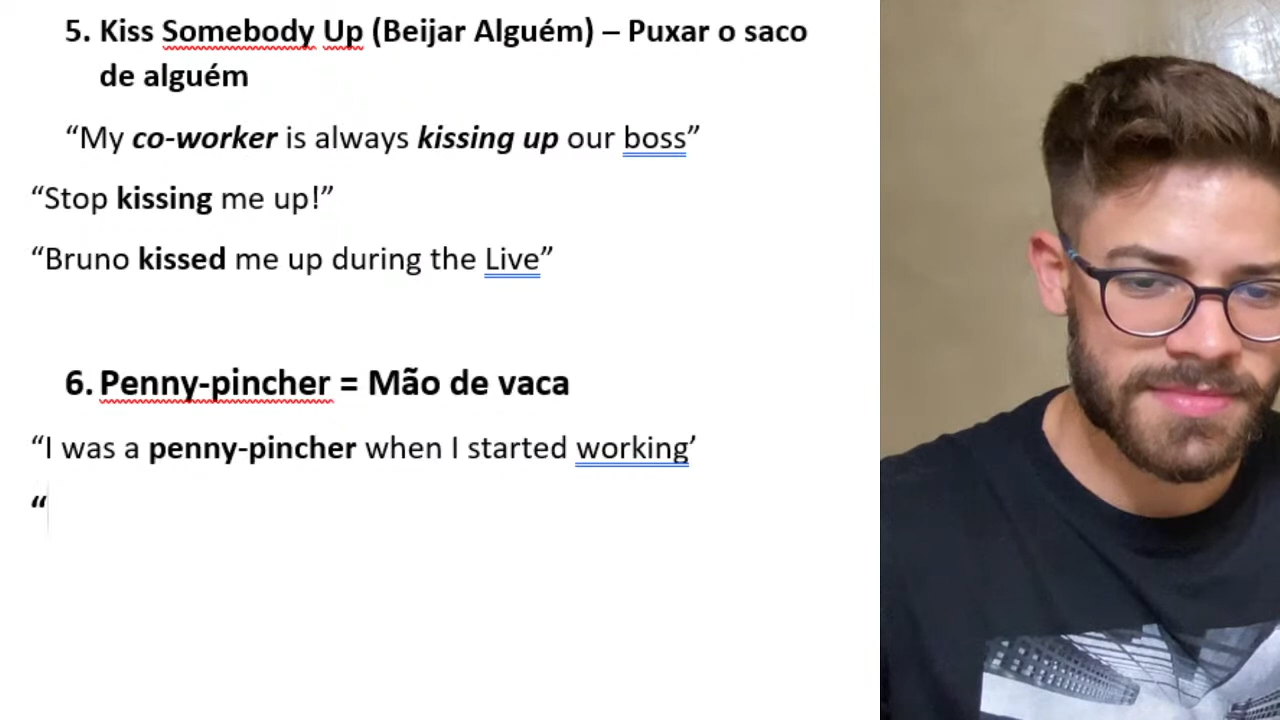 5. Kiss Somebody Up (Beijar Alguém) – Puxar o saco
de alguém
“My co-worker is always kissing up our boss”
“Stop kissing me up!”
“Bruno kissed me up during the Live”
6. Penny-pincher = Mão de vaca
“I was a penny-pincher when I started working’
“